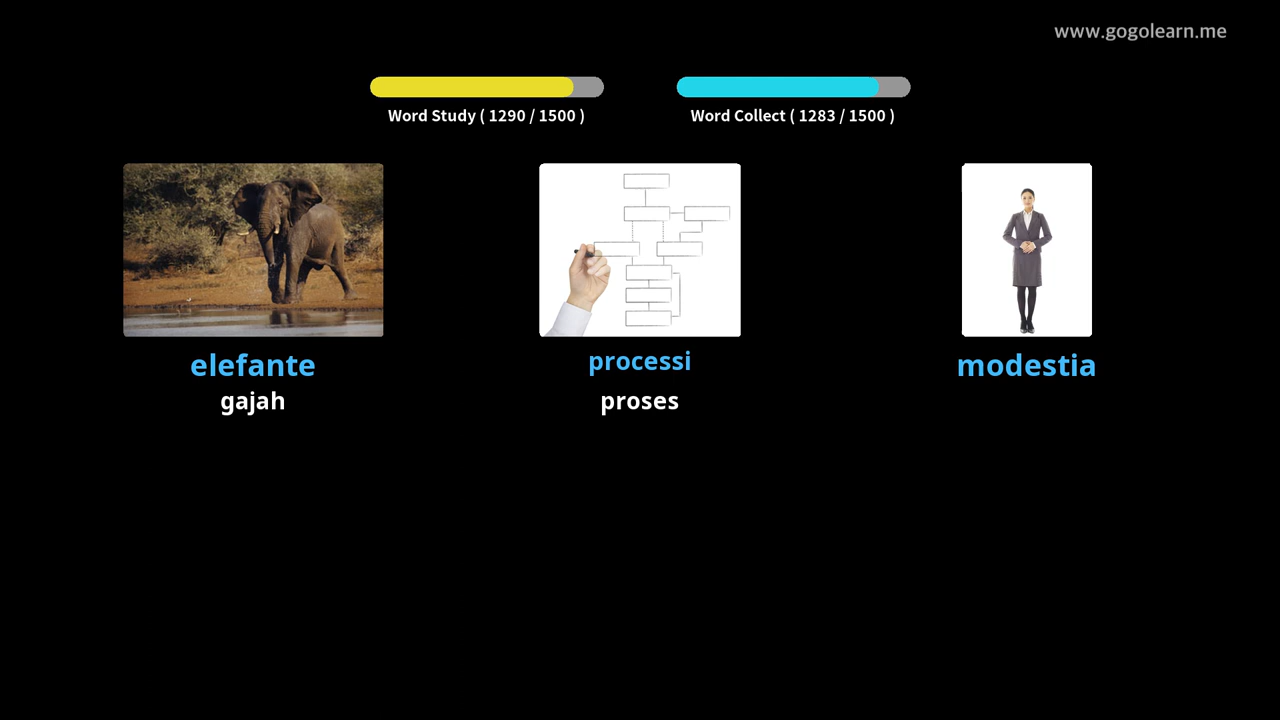 www.gogolearn.me
Word Study ( 1290 / 1500 )
Word Collect ( 1283 / 1500 )
elefante
gajah
processi
proses
modestia